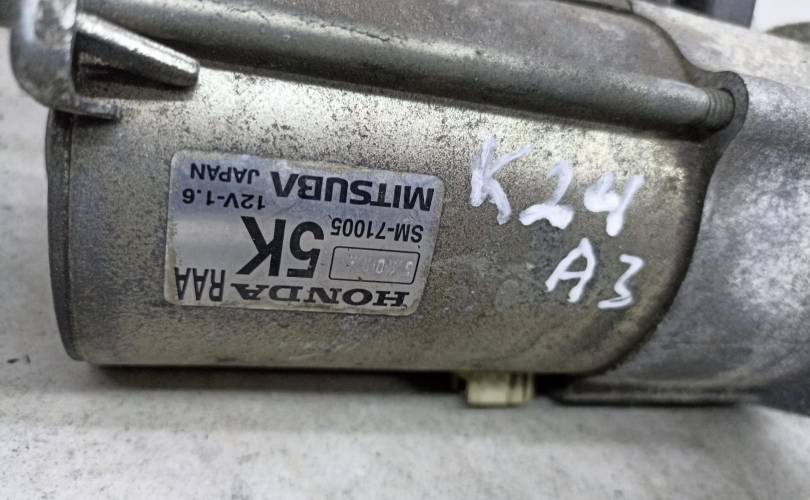 HONDA RAA
5K
SM-71005 12V-1.6
MITSUBA JAPAN
K24
A3